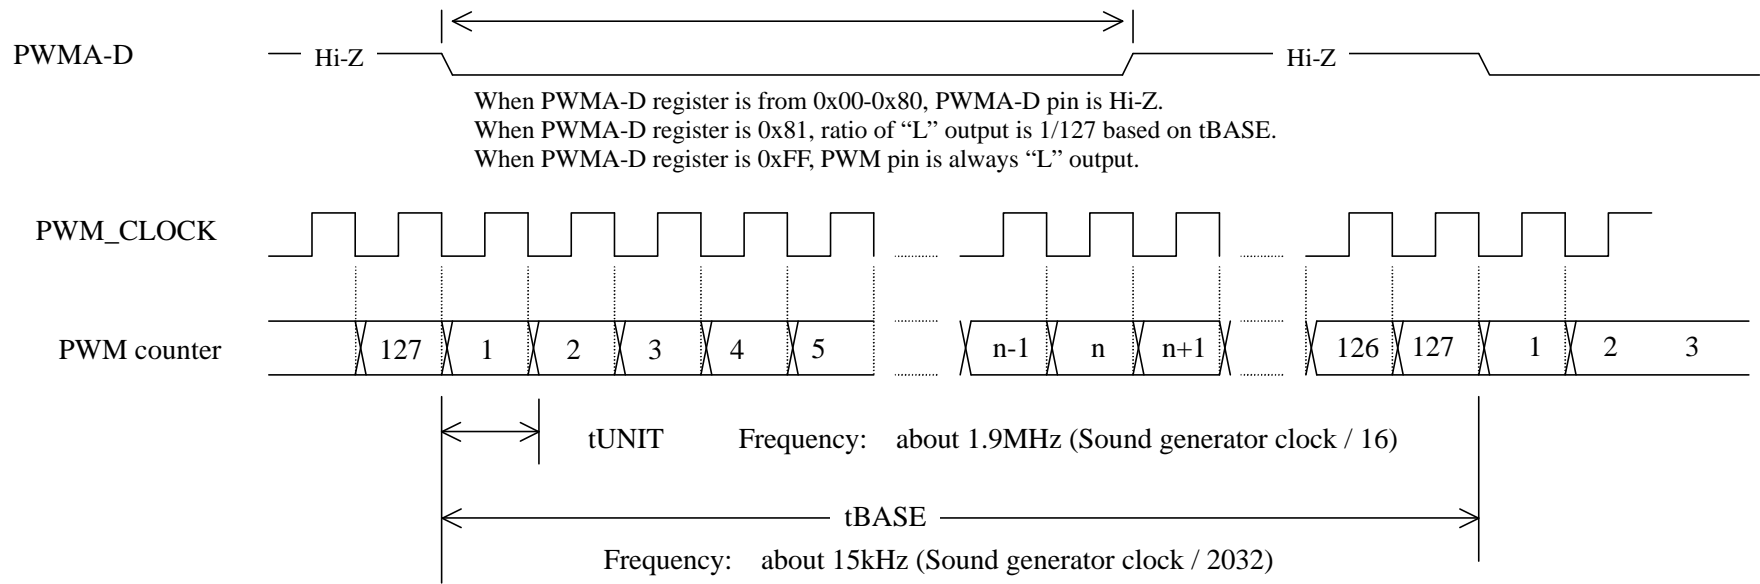 PWMA-D Hi-Z Hi-Z
When PWMA-D register is from 0x00-0x80, PWMA-D pin is Hi-Z.
When PWMA-D register is 0x81, ratio of “L” output is 1/127 based on tBASE.
When PWMA-D register is 0xFF, PWM pin is always “L” output.
PWM_CLOCK
PWM counter 127 1 2 3 4 5 n-1 n n+1 126 127 1 2 3
tUNIT Frequency: about 1.9MHz (Sound generator clock / 16)
tBASE
Frequency: about 15kHz (Sound generator clock / 2032)